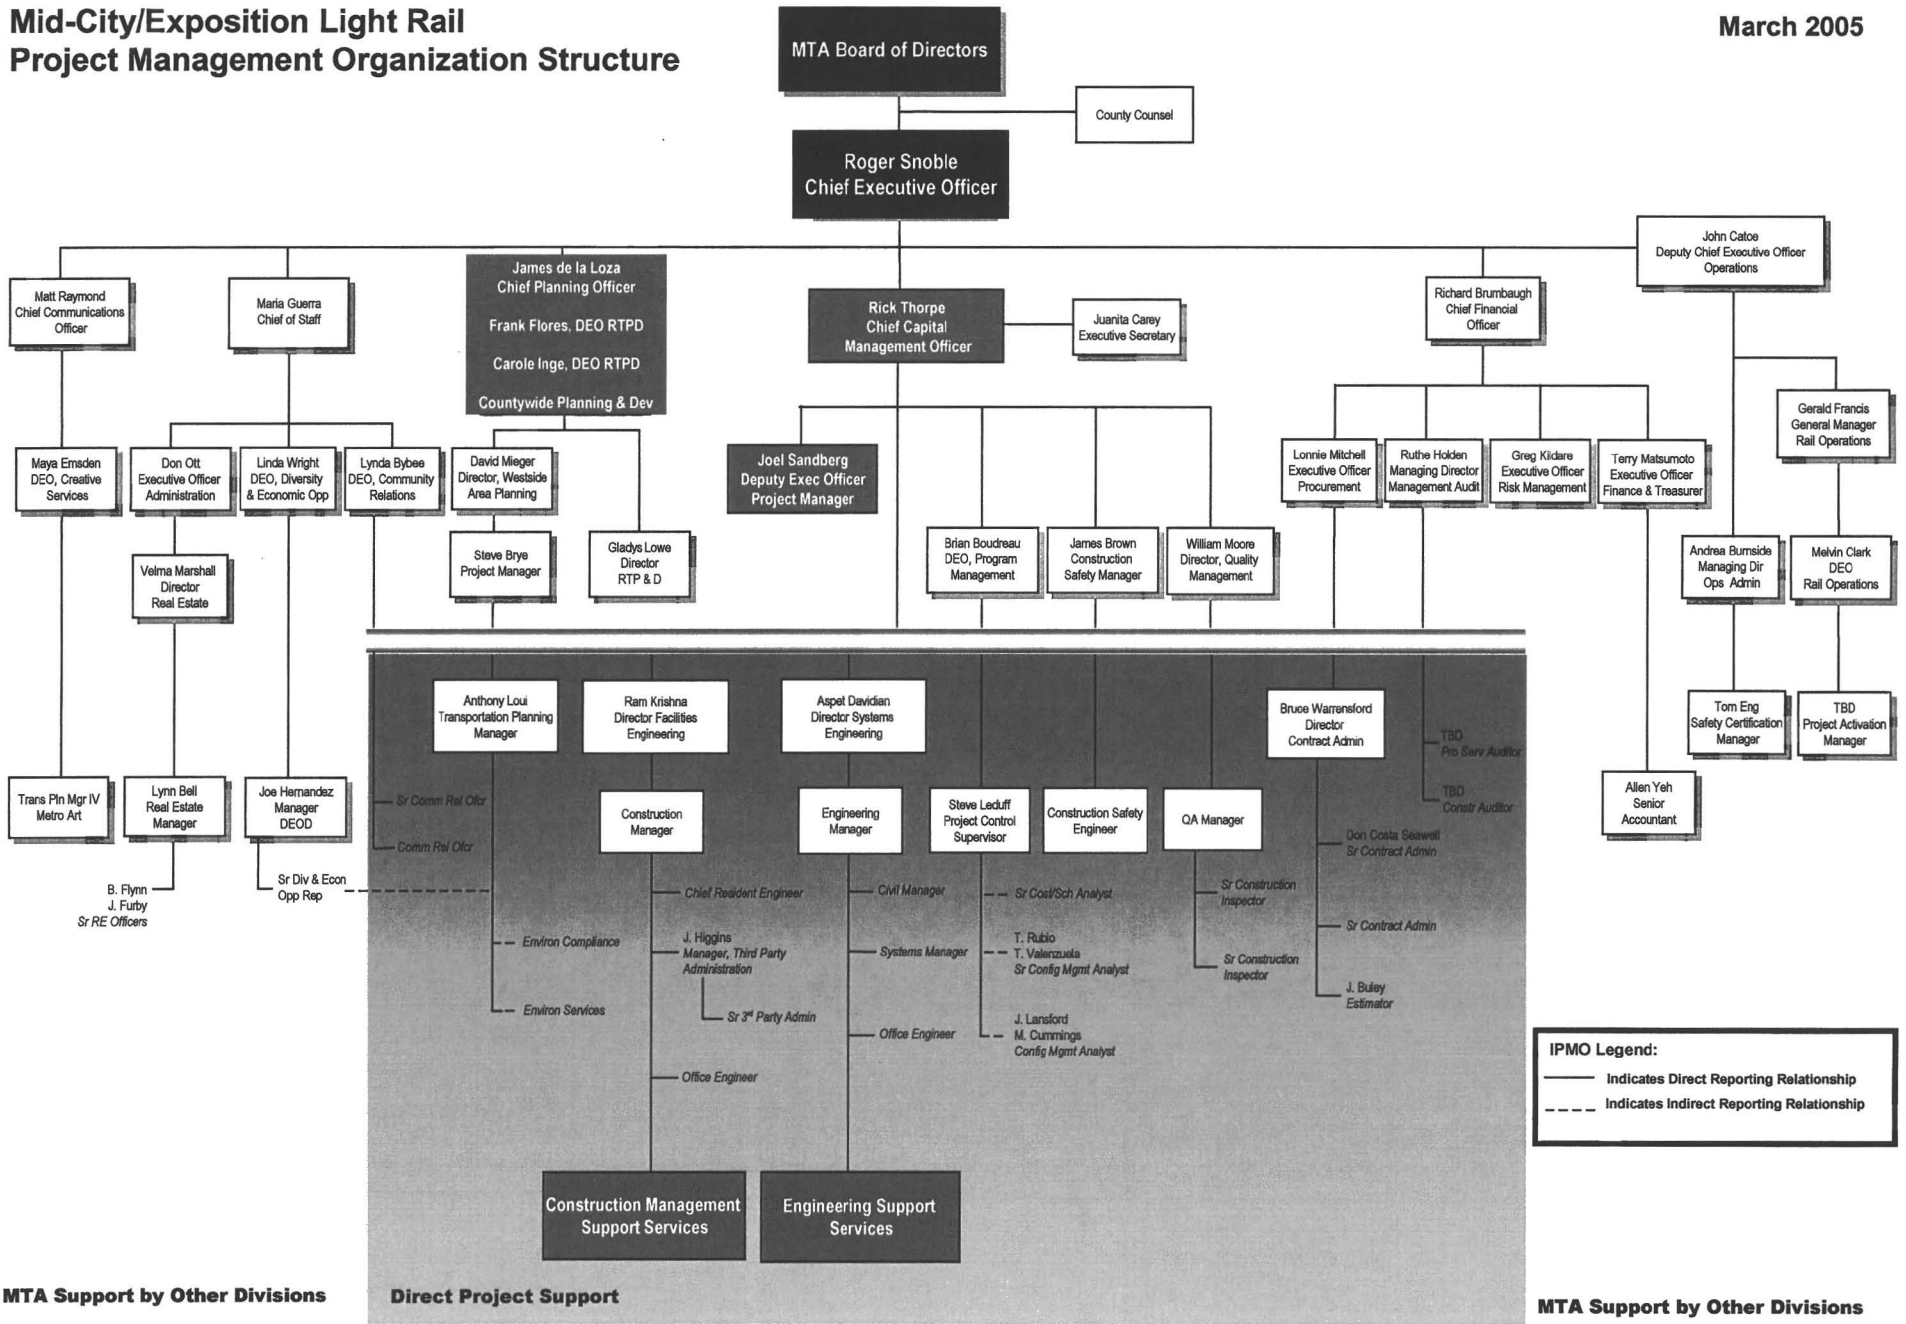 Mid-City/Exposition Light Rail
Project Management Organization Structure
March 2005
MTA Board of Directors
County Counsel
Roger Snoble
Chief Executive Officer
John Catoe
Deputy Chief Executive Officer
Operations
Matt Raymond
Chief Communications
Officer
Maria Guerra
Chief of Staff
James de la Loza
Chief Planning Officer
Frank Flores, DEO RTPD
Carole Inge, DEO RTPD
Countywide Planning & Dev
Rick Thorpe
Chief Capital
Management Officer
Juanita Carey
Executive Secretary
Richard Brumbaugh
Chief Financial
Officer
Gerald Francis
General Manager
Rail Operations
Maya Emsden
DEO, Creative
Services
Don Ott
Executive Officer
Administration
Linda Wright
DEO, Diversity
& Economic Opp
Lynda Bybee
DEO, Community
Relations
David Mieger
Director, Westside
Area Planning
Joel Sandberg
Deputy Exec Officer
Project Manager
Lonnie Mitchell
Executive Officer
Procurement
Ruthe Holden
Managing Director
Management Audit
Greg Kildare
Executive Officer
Risk Management
Terry Matsumoto
Executive Officer
Finance & Treasurer
Velma Marshall
Director
Real Estate
Steve Brye
Project Manager
Gladys Lowe
Director
RTP & D
Brian Boudreau
DEO, Program
Management
James Brown
Construction
Safety Manager
William Moore
Director, Quality
Management
Andrea Burnside
Managing Dir
Ops Admin
Melvin Clark
DEO
Rail Operations
Anthony Loui
Transportation Planning
Manager
Ram Krishna
Director Facilities
Engineering
Aspet Davidian
Director Systems
Engineering
Bruce Warrensford
Director
Contract Admin
TBD
Pro Serv Auditor
TBD
Constr Auditor
Tom Eng
Safety Certification
Manager
TBD
Project Activation
Manager
Trans Pln Mgr IV
Metro Art
Lynn Bell
Real Estate
Manager
Joe Hernandez
Manager
DEOD
Sr Comm Rel Ofcr
Comm Rel Ofcr
Construction
Manager
Engineering
Manager
Steve Leduff
Project Control
Supervisor
Construction Safety
Engineer
QA Manager
Allen Yeh
Senior
Accountant
Don Costa Seawell
Sr Contract Admin
B. Flynn
J. Furby
Sr RE Officers
Sr Div & Econ
Opp Rep
Chief Resident Engineer
Civil Manager
Sr Cost/Sch Analyst
Sr Construction
Inspector
Sr Contract Admin
Environ Compliance
J. Higgins
Manager, Third Party
Administration
Systems Manager
T. Rubio
T. Valenzuela
Sr Config Mgmt Analyst
Sr Construction
Inspector
J. Buley
Estimator
Environ Services
Sr 3rd Party Admin
Office Engineer
J. Lansford
M. Cummings
Config Mgmt Analyst
Office Engineer
IPMO Legend:
Indicates Direct Reporting Relationship
Indicates Indirect Reporting Relationship
Construction Management
Support Services
Engineering Support
Services
MTA Support by Other Divisions
Direct Project Support
MTA Support by Other Divisions